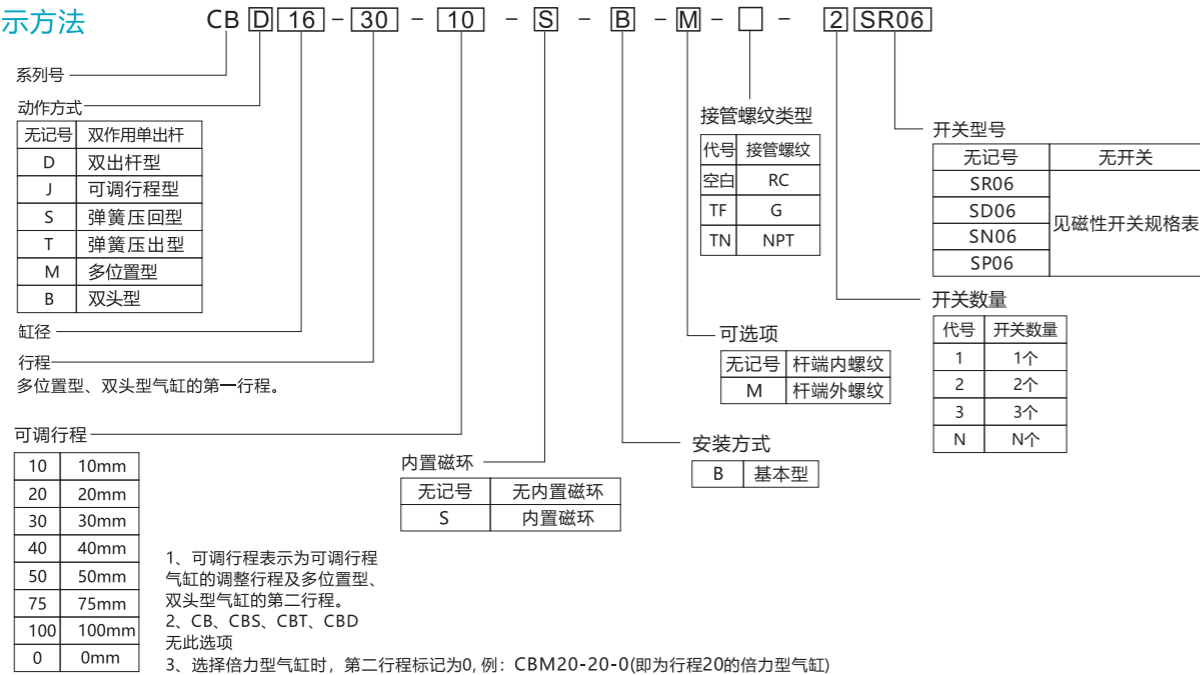 示方法
CB D 16 - 30 - 10 - S - B - M - □ - 2 SR06
系列号
动作方式
无记号 双作用单出杆
D 双出杆型
J 可调行程型
S 弹簧压回型
T 弹簧压出型
M 多位置型
B 双头型
缸径
行程
多位置型、双头型气缸的第一行程。
可调行程
10 10mm
20 20mm
30 30mm
40 40mm
50 50mm
75 75mm
100 100mm
0 0mm
1、可调行程表示为可调行程
气缸的调整行程及多位置型、
双头型气缸的第二行程。
2、CB、CBS、CBT、CBD
无此选项
3、选择倍力型气缸时，第二行程标记为0, 例：CBM20-20-0(即为行程20的倍力型气缸)
内置磁环
无记号 无内置磁环
S 内置磁环
安装方式
B 基本型
可选项
无记号 杆端内螺纹
M 杆端外螺纹
接管螺纹类型
代号 接管螺纹
空白 RC
TF G
TN NPT
开关型号
无记号 无开关
SR06
SD06
SN06
SP06
见磁性开关规格表
开关数量
代号 开关数量
1 1个
2 2个
3 3个
N N个